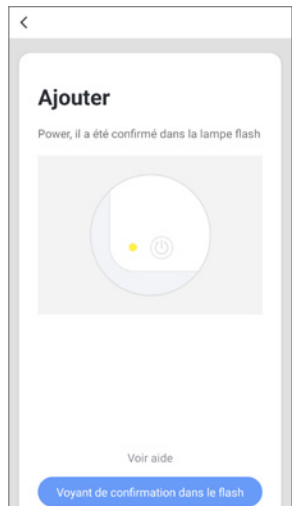 Ajouter
Power, il a été confirmé dans la lampe flash
Voir aide
Voyant de confirmation dans le flash